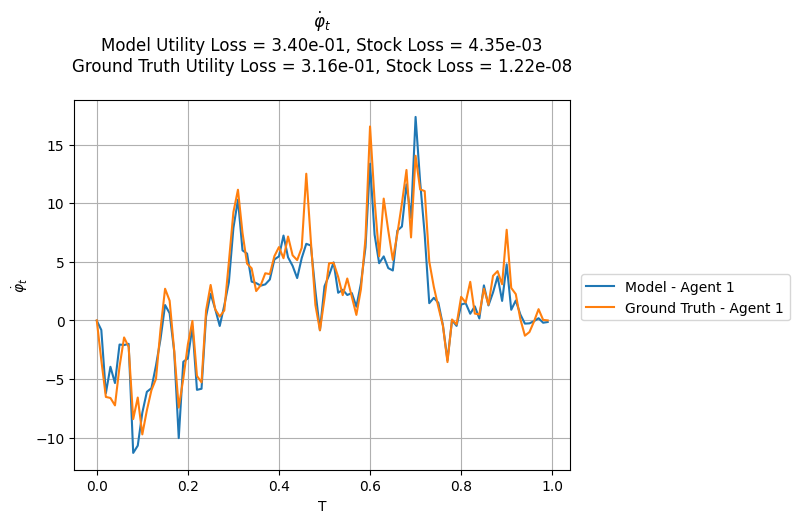 φ̇ₜ
Model Utility Loss = 3.40e-01, Stock Loss = 4.35e-03
Ground Truth Utility Loss = 3.16e-01, Stock Loss = 1.22e-08
φ̇ₜ
15
10
5
0
−5
−10
0.0 0.2 0.4 0.6 0.8 1.0
T
Model - Agent 1
Ground Truth - Agent 1